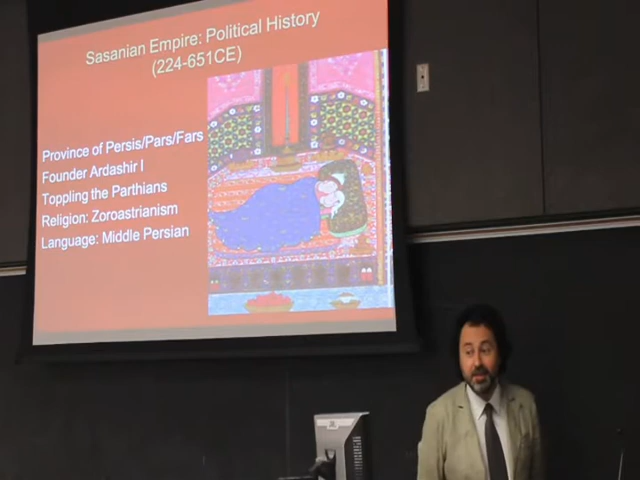 Sasanian Empire: Political History
(224-651CE)
Province of Persis/Pars/Fars
Founder Ardashir I
Toppling the Parthians
Religion: Zoroastrianism
Language: Middle Persian